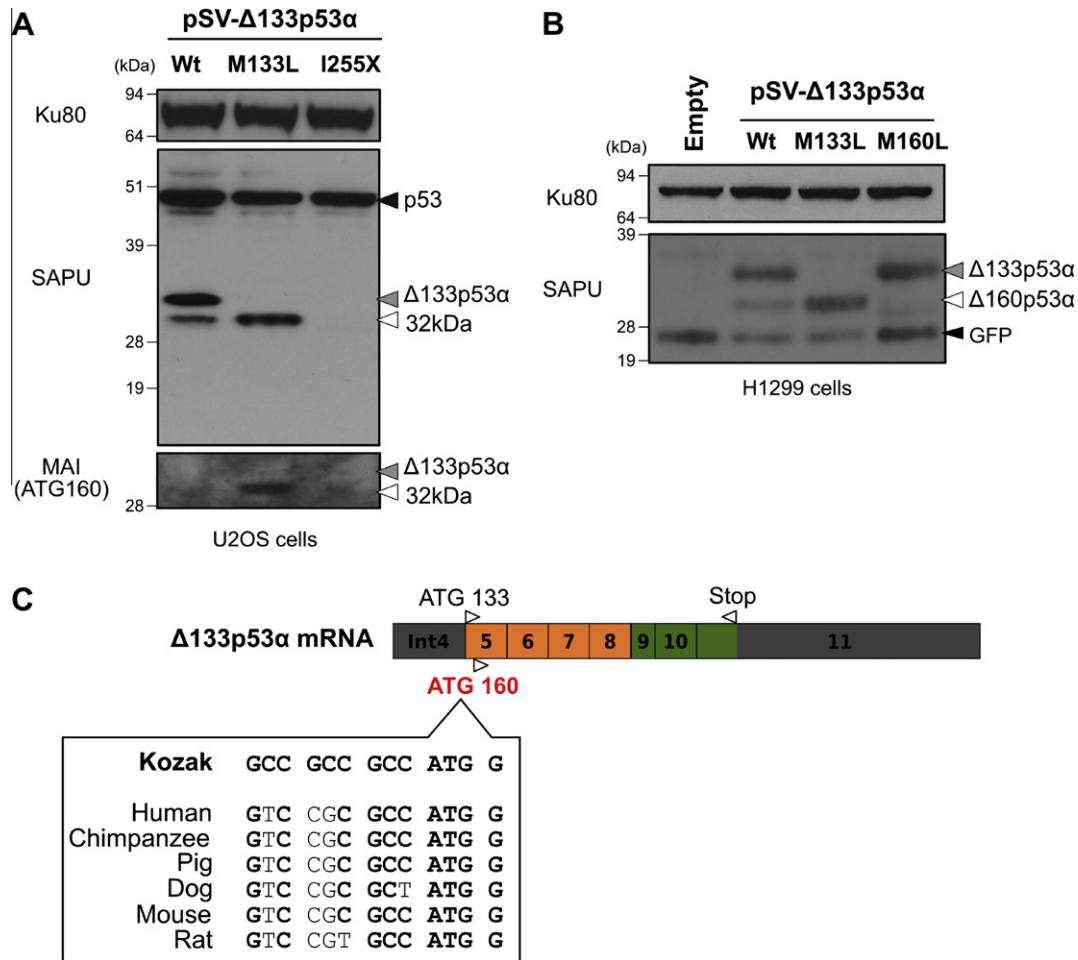 A
pSV-Δ133p53α
(kDa) Wt M133L I255X
Ku80
94
64
SAPU
51
39
28
19
p53
Δ133p53α
32kDa
MAI
(ATG160)
28
Δ133p53α
32kDa
U2OS cells
B
Empty
pSV-Δ133p53α
(kDa) Wt M133L M160L
Ku80
94
64
SAPU
39
28
19
Δ133p53α
Δ160p53α
GFP
H1299 cells
C
ATG 133 Stop
Δ133p53α mRNA Int4 5 6 7 8 9 10 11
ATG 160
Kozak GCC GCC GCC ATG G
Human GTC CGC GCC ATG G
Chimpanzee GTC CGC GCC ATG G
Pig GTC CGC GCC ATG G
Dog GTC CGC GCT ATG G
Mouse GTC CGC GCC ATG G
Rat GTC CGT GCC ATG G